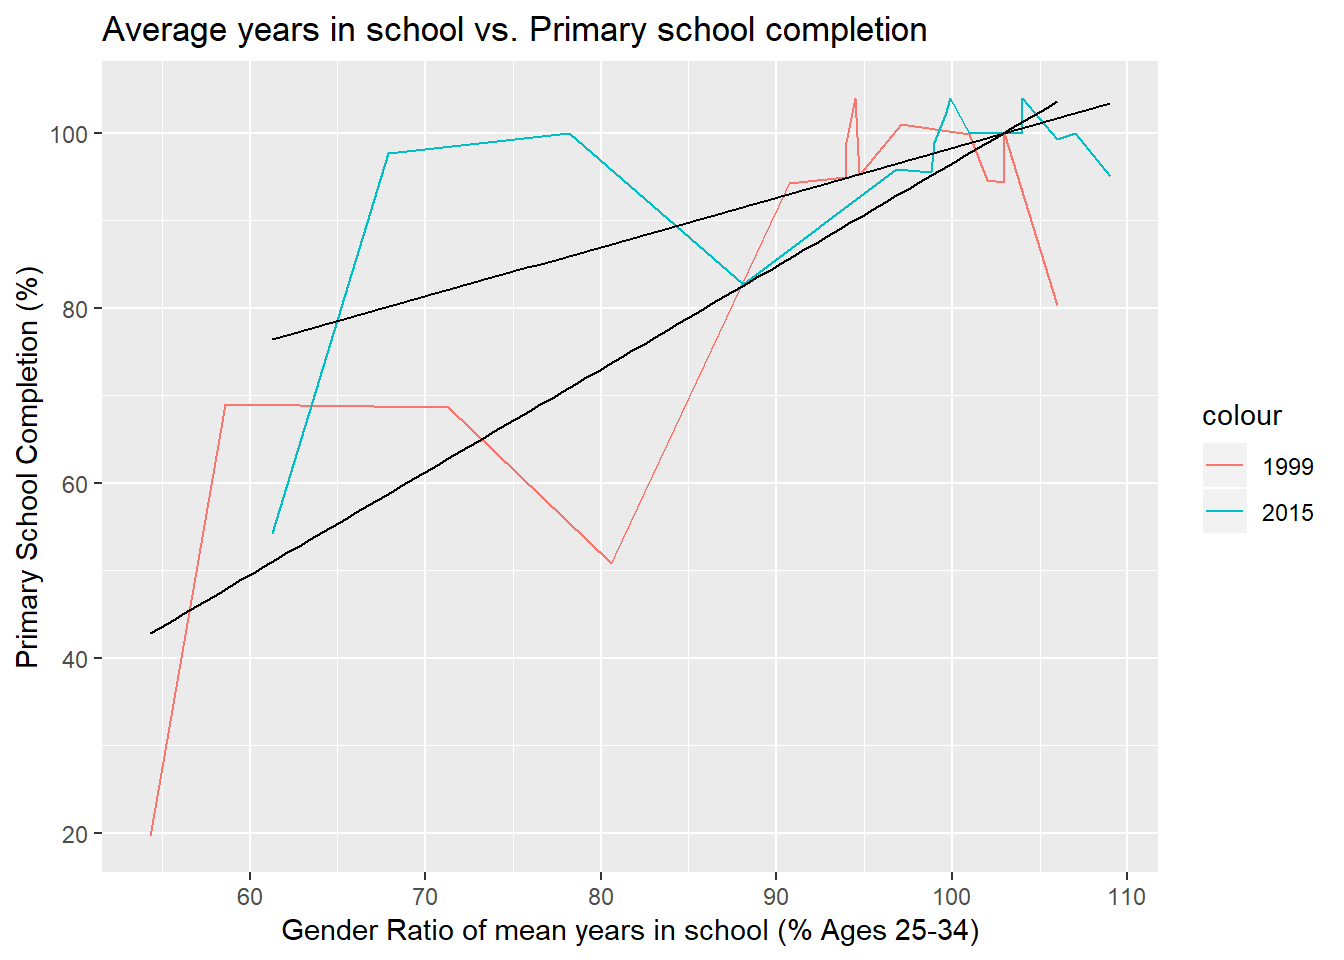 Average years in school vs. Primary school completion
Primary School Completion (%)
100
80
60
40
20
60 70 80 90 100 110
Gender Ratio of mean years in school (% Ages 25-34)
colour
1999
2015